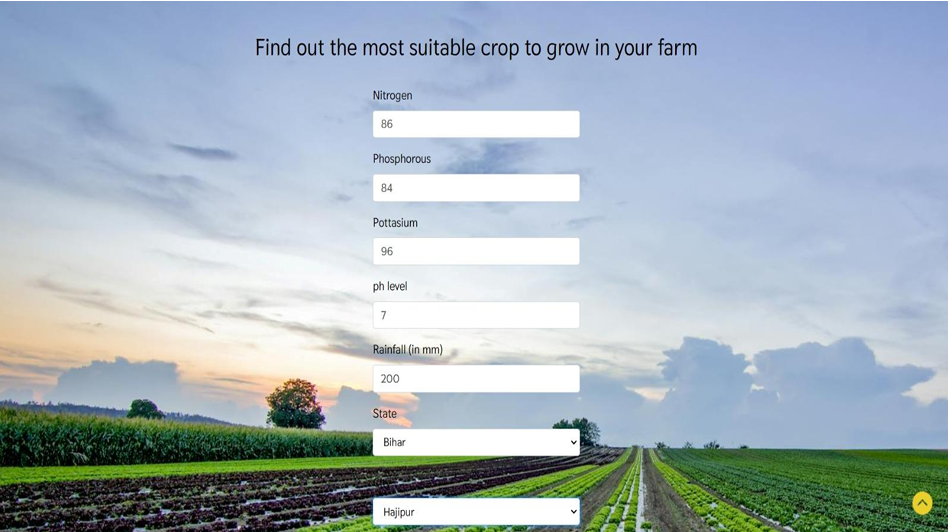 Find out the most suitable crop to grow in your farm
Nitrogen
86
Phosphorous
84
Pottasium
96
ph level
7
Rainfall (in mm)
200
State
Bihar
Hajipur